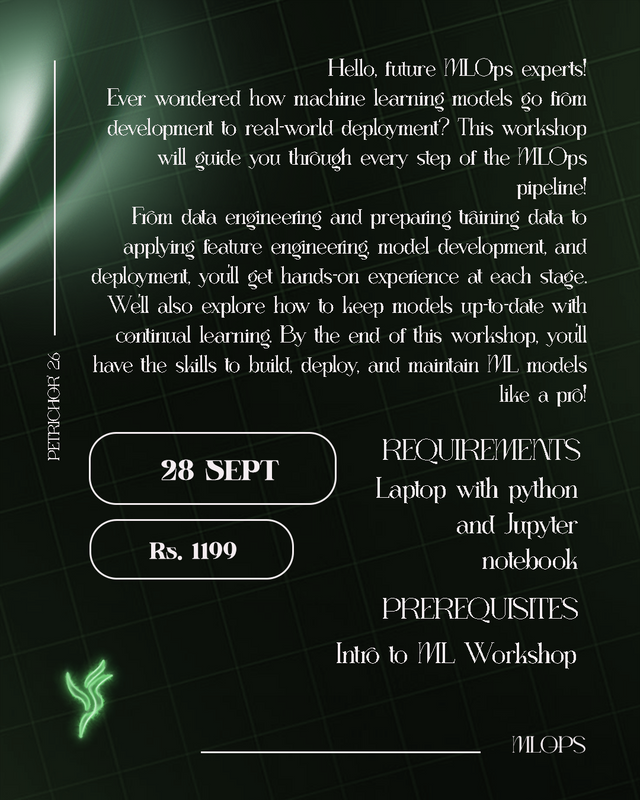 Hello, future MLOps experts!
Ever wondered how machine learning models go from
development to real-world deployment? This workshop
will guide you through every step of the MLOps
pipeline!
From data engineering and preparing training data to
applying feature engineering, model development, and
deployment, you'll get hands-on experience at each stage.
We'll also explore how to keep models up-to-date with
continual learning. By the end of this workshop, you'll
have the skills to build, deploy, and maintain ML models
like a pro!
PETRICHOR 26
28 SEPT
Rs. 1199
REQUIREMENTS
Laptop with python
and Jupyter
notebook
PREREQUISITES
Intro to ML Workshop
MLOPS